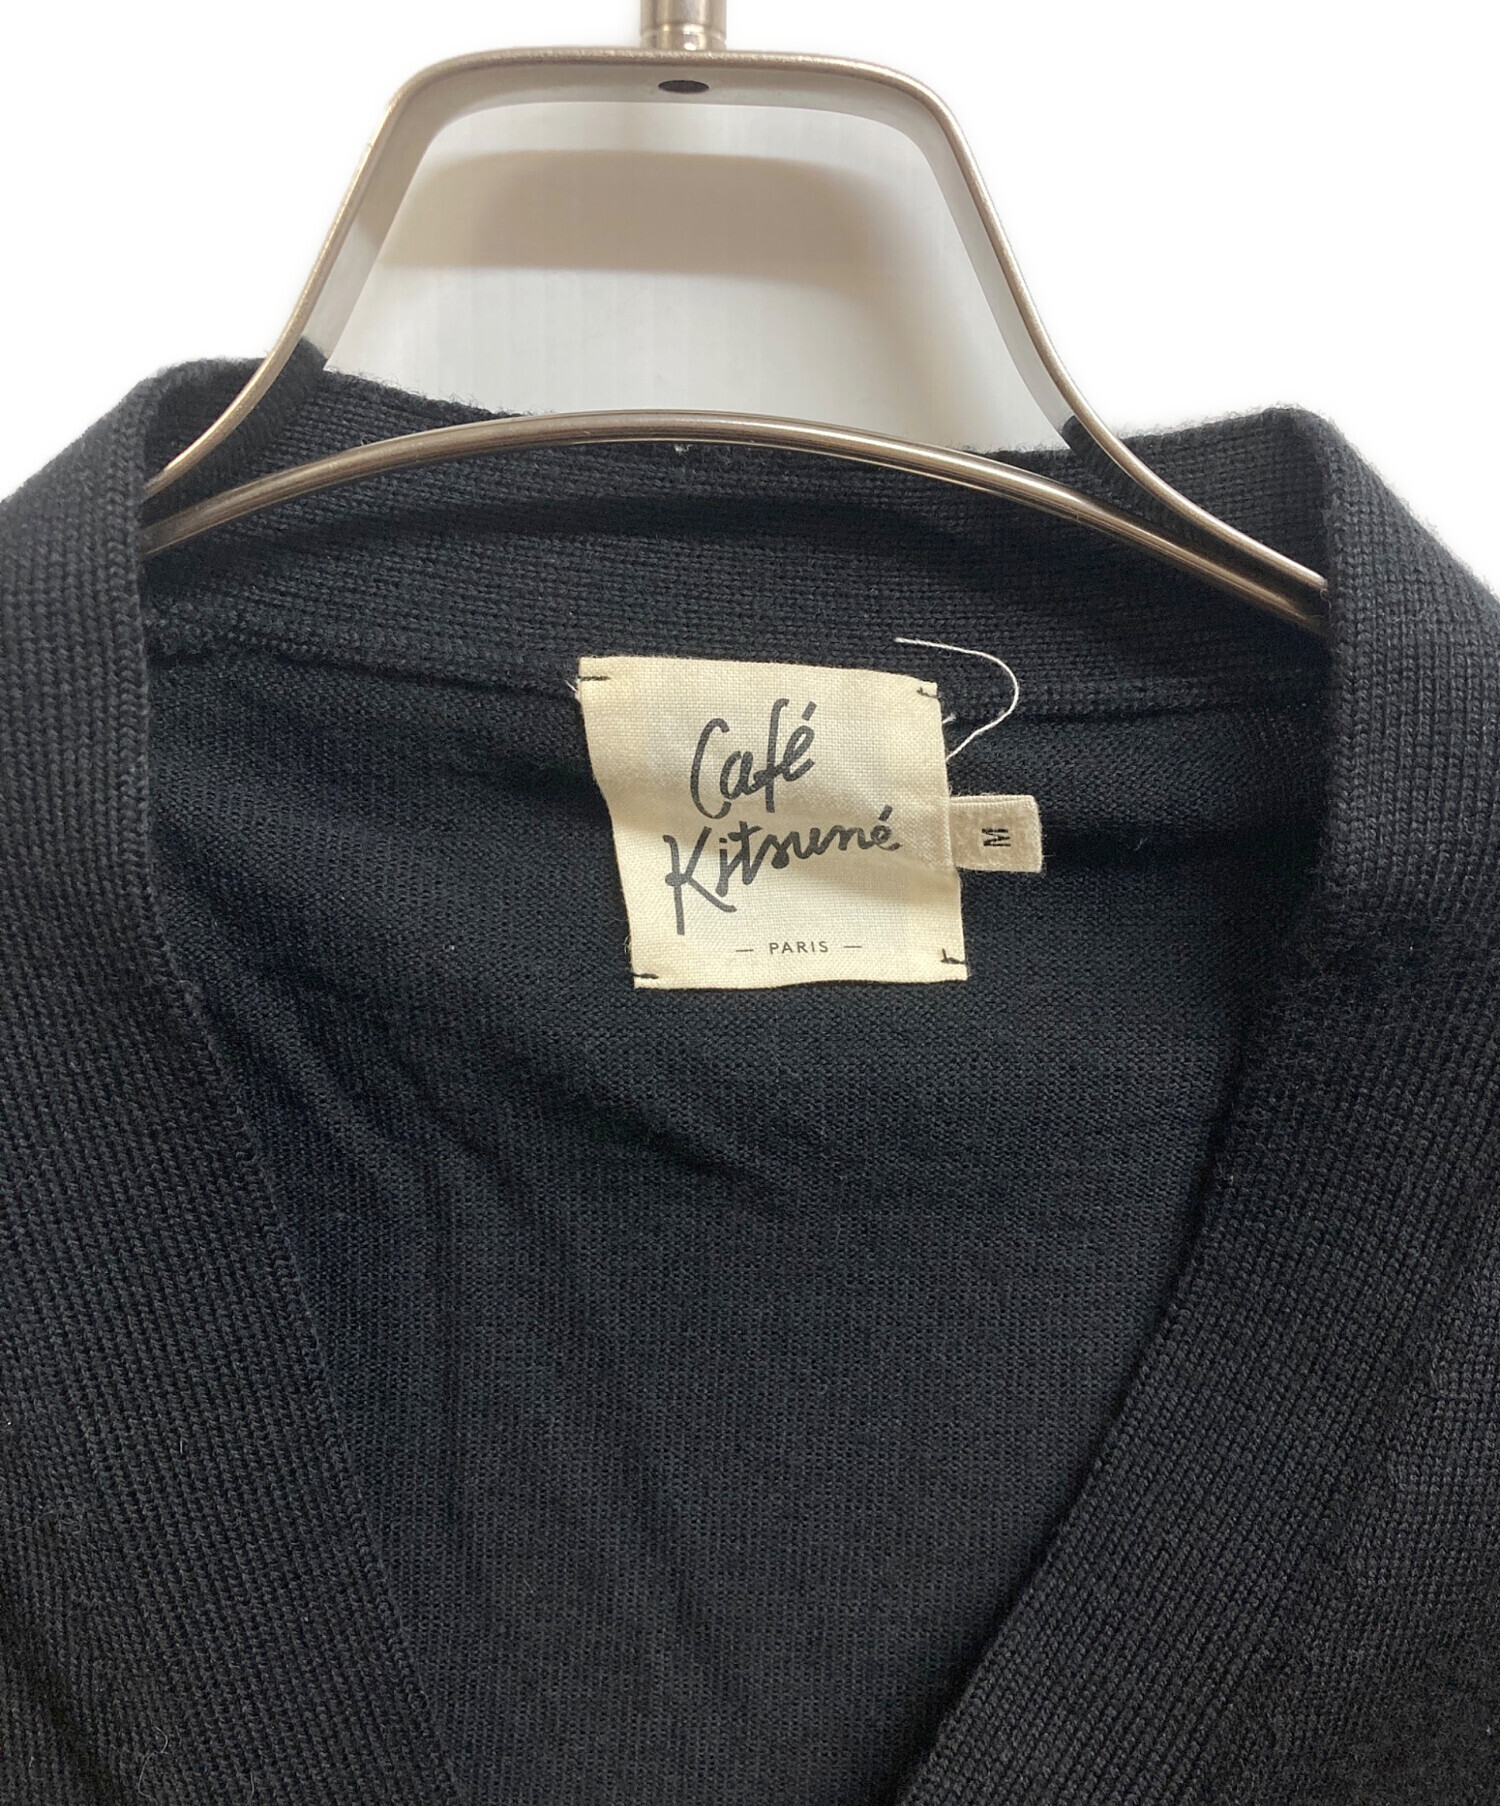 Café
Kitsuné
— PARIS —
M